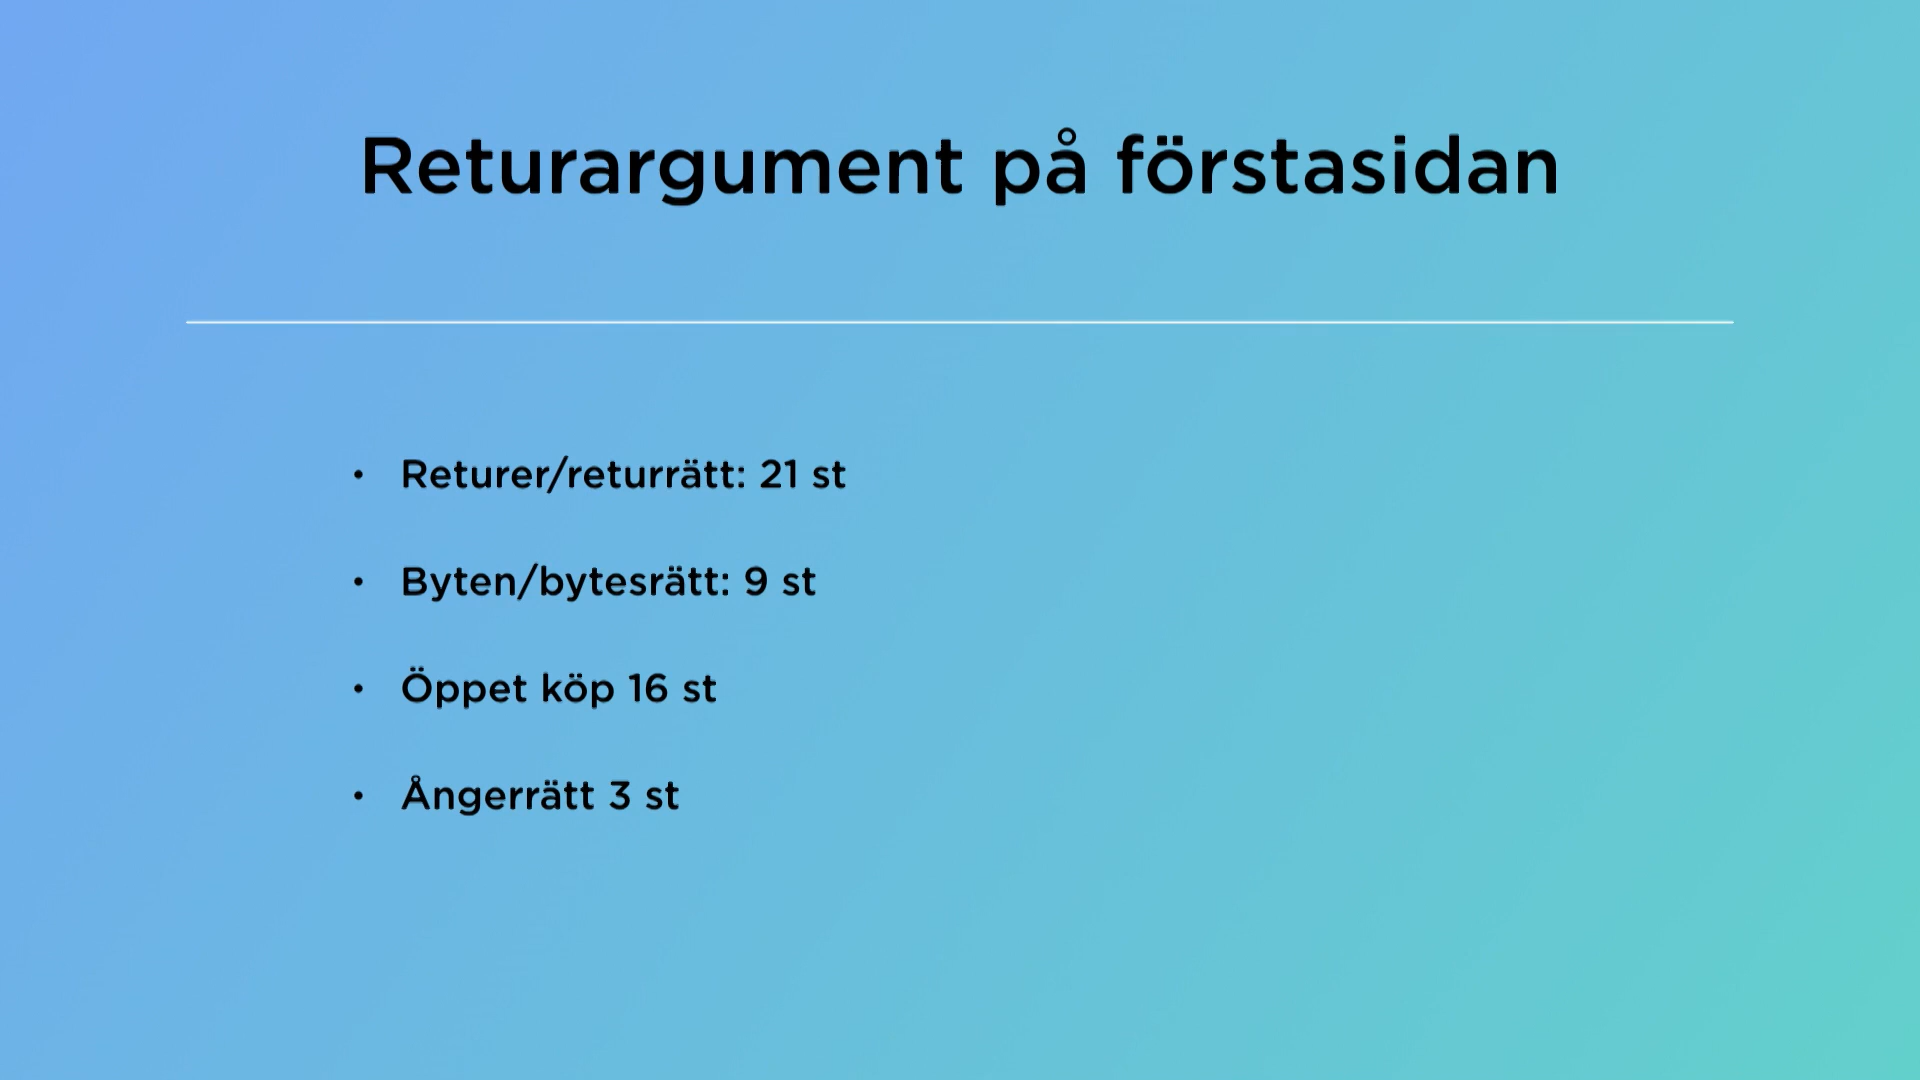 Returargument på förstasidan
• Returer/returrätt: 21 st
• Byten/bytesrätt: 9 st
• Öppet köp 16 st
• Ångerrätt 3 st